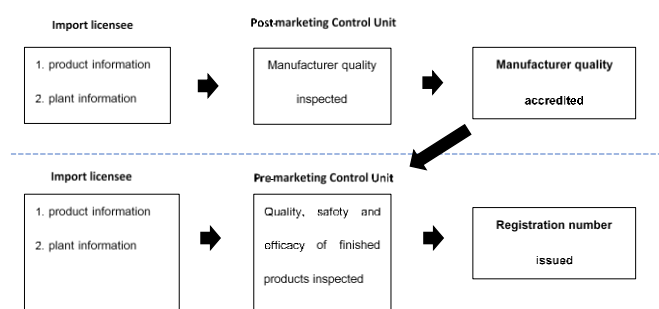 Import licensee
Post-marketing Control Unit
1. product information
2. plant information
Manufacturer quality
inspected
Manufacturer quality
accredited
Import licensee
Pre-marketing Control Unit
1. product information
2. plant information
Quality, safety and
efficacy of finished
products inspected
Registration number
issued